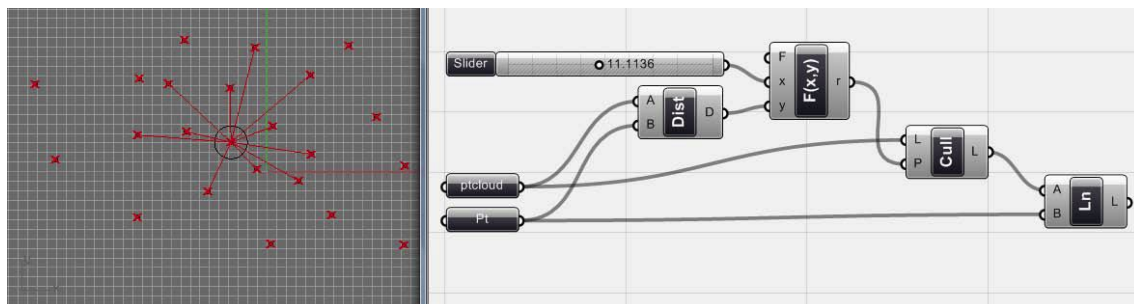 Slider
11.1136
F
x
y
F(x,y)
r
A
B
Dist
D
L
P
Cull
L
ptcloud
Pt
A
B
Ln
L